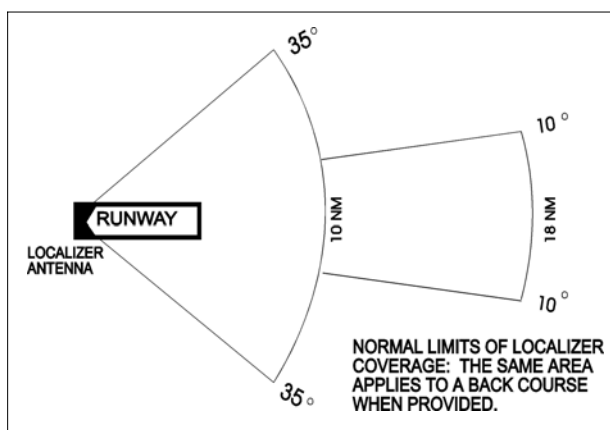 35°
10°
RUNWAY
10 NM
18 NM
LOCALIZER
ANTENNA
10°
35°
NORMAL LIMITS OF LOCALIZER
COVERAGE: THE SAME AREA
APPLIES TO A BACK COURSE
WHEN PROVIDED.